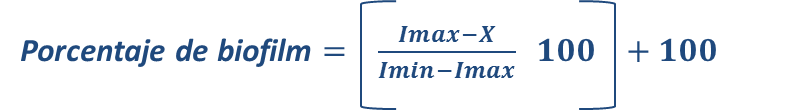 Porcentaje de biofilm = [ Imax−X / Imin−Imax 100 ] + 100